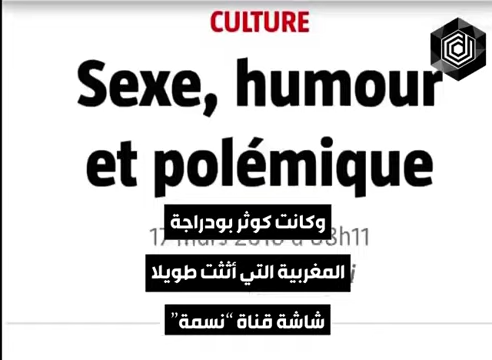 CULTURE
Sexe, humour
et polémique
وكانت كوثر بودراجة
المغربية التي أثثت طويلا
شاشة قناة “نسمة”